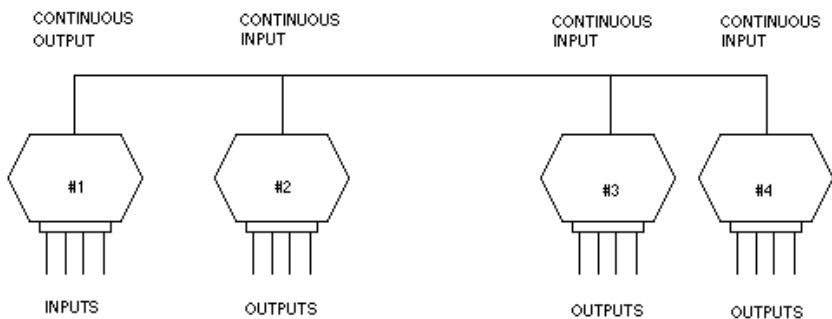 CONTINUOUS
OUTPUT
CONTINUOUS
INPUT
CONTINUOUS
INPUT
CONTINUOUS
INPUT
#1
#2
#3
#4
INPUTS
OUTPUTS
OUTPUTS
OUTPUTS